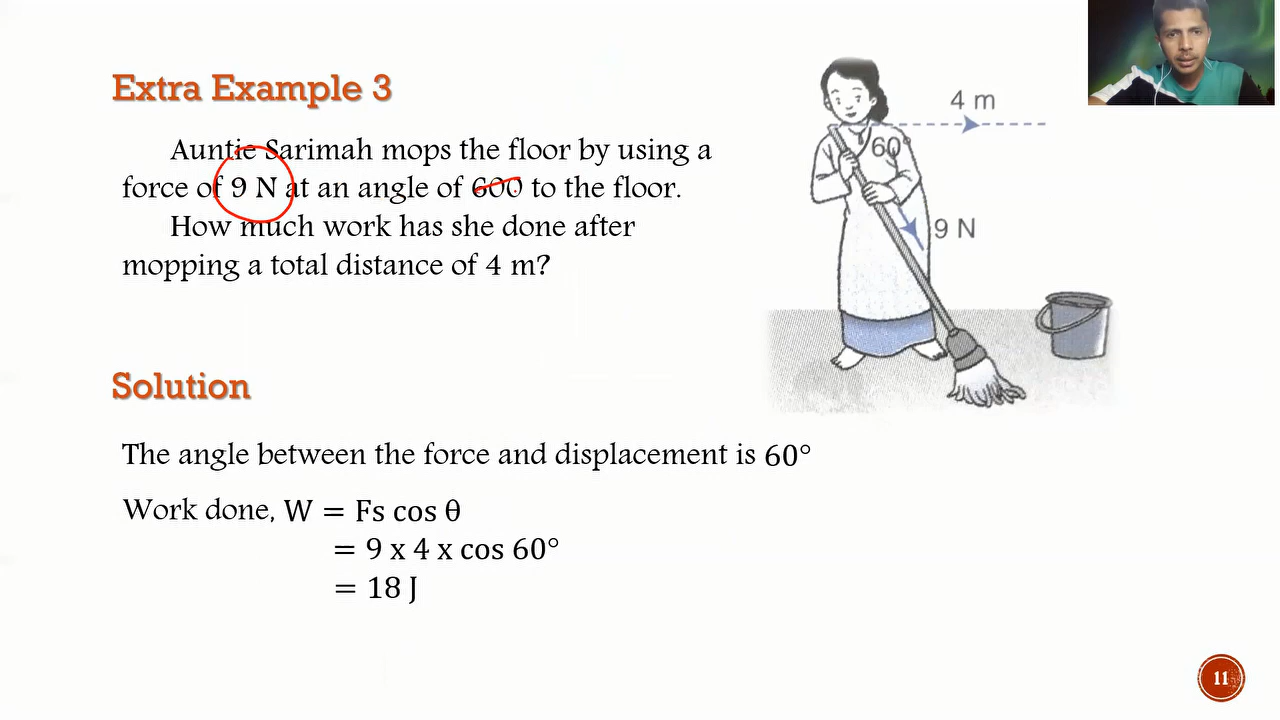 Extra Example 3
Auntie Sarimah mops the floor by using a
force of 9 N at an angle of 600 to the floor.
How much work has she done after
mopping a total distance of 4 m?
4 m
60°
9 N
Solution
The angle between the force and displacement is 60°
Work done, W = Fs cos θ
= 9 x 4 x cos 60°
= 18 J
11